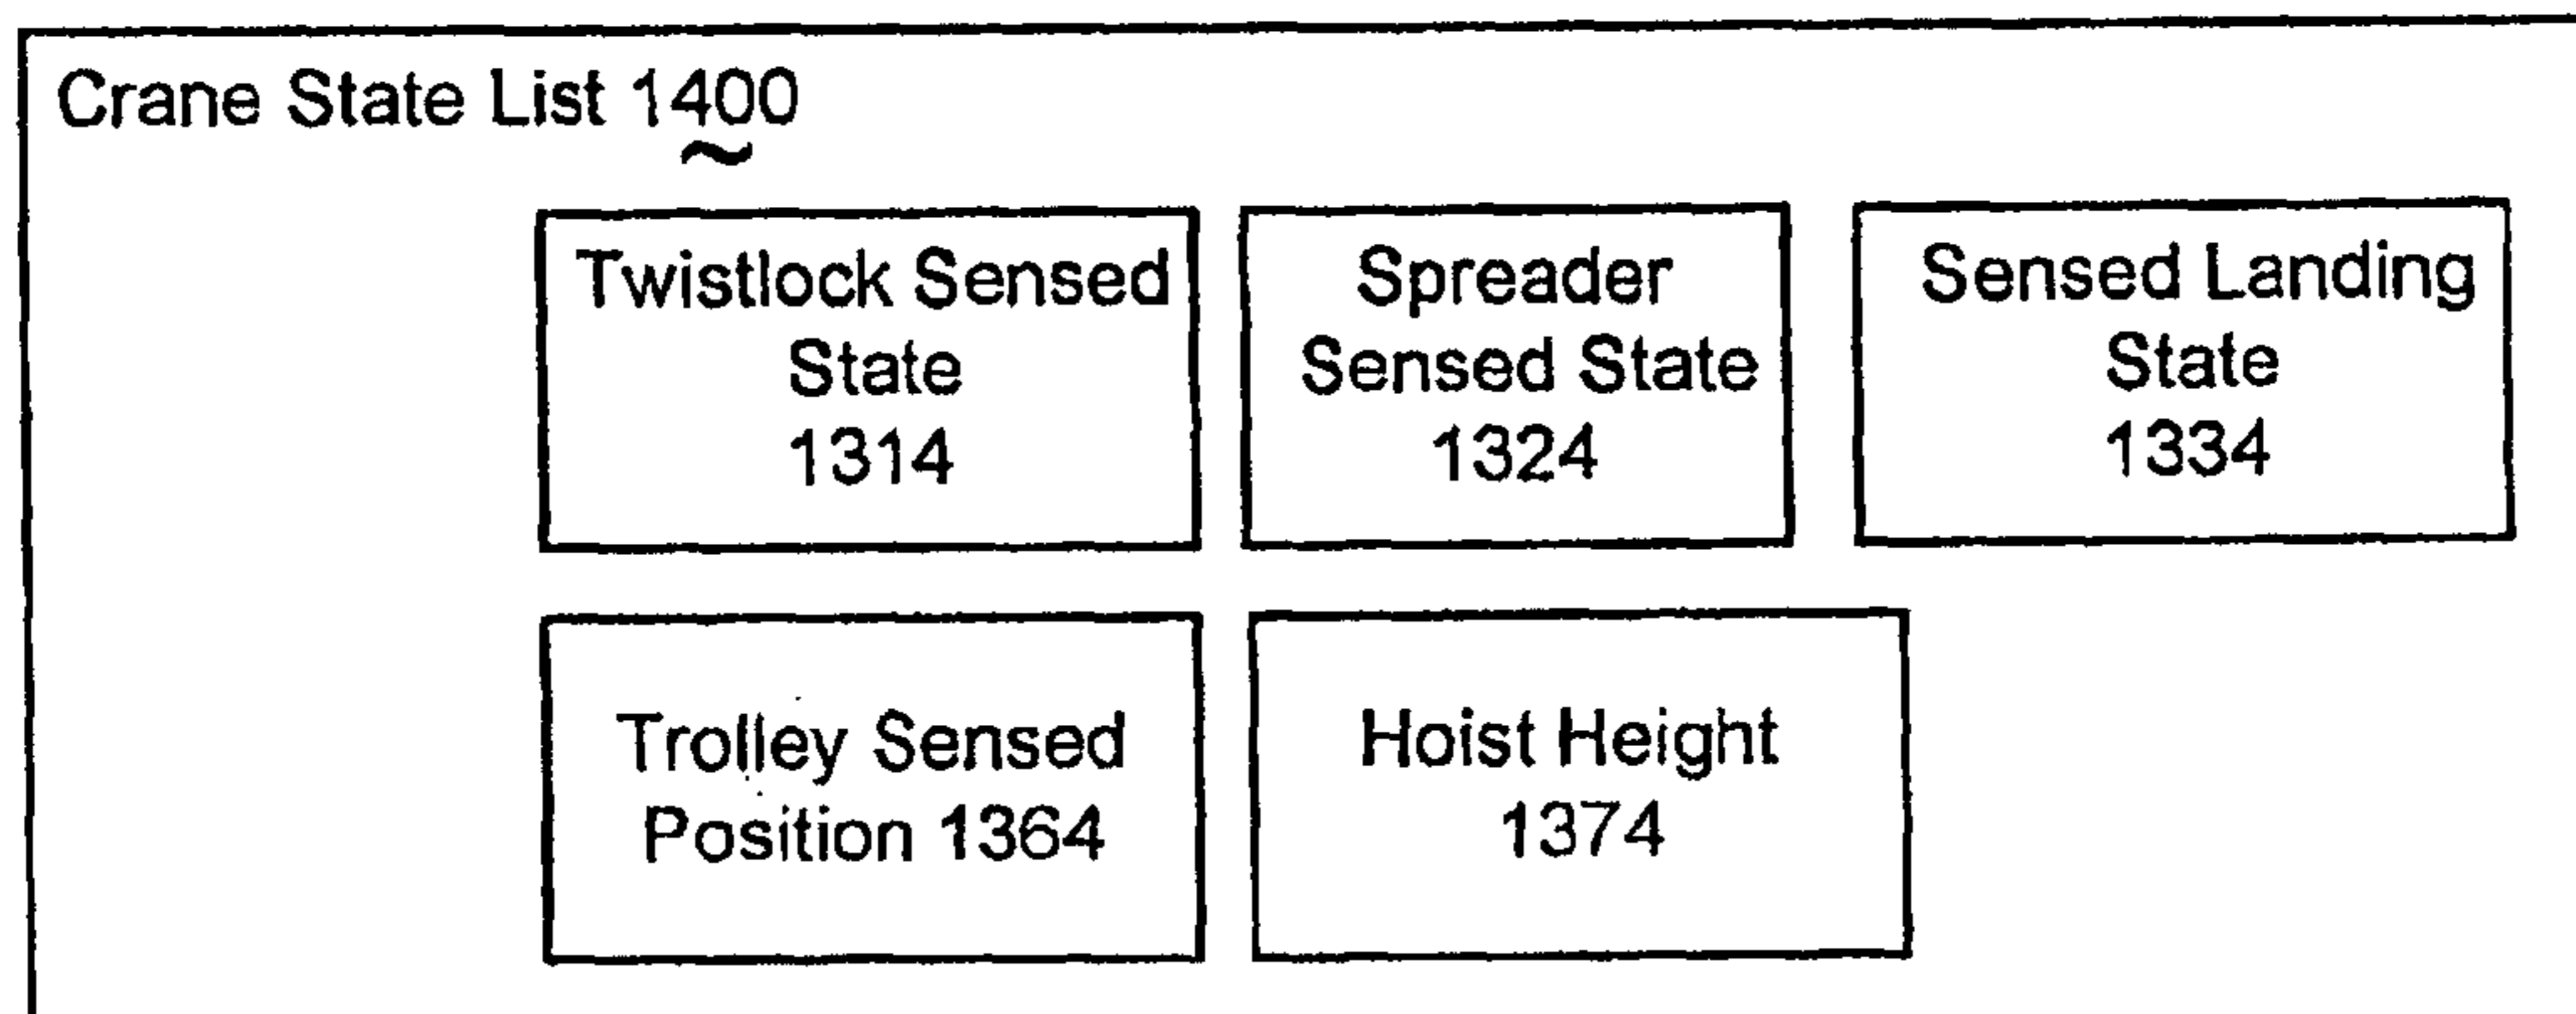 Crane State List 1400
Twistlock Sensed
State
1314
Spreader
Sensed State
1324
Sensed Landing
State
1334
Trolley Sensed
Position 1364
Hoist Height
1374